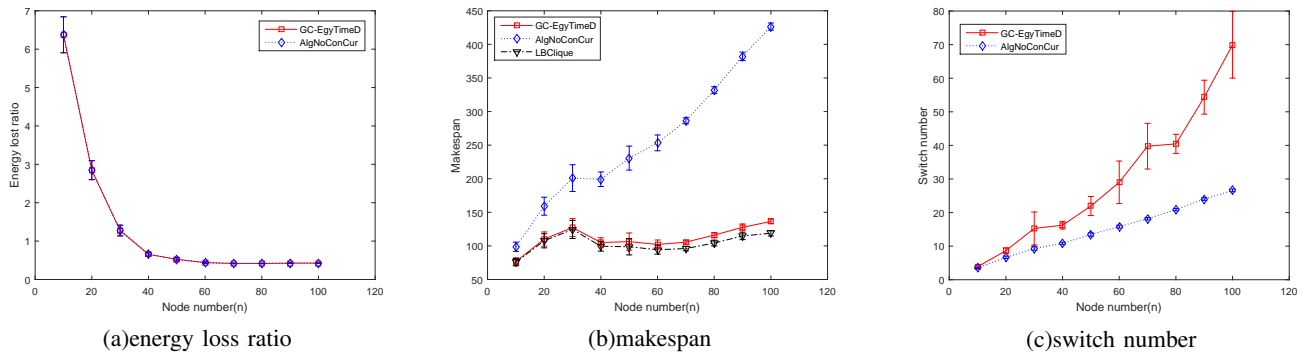 7
6
5
4
3
2
1
0
Energy lost ratio
GC-EgyTimeD
AlgNoConCur
0 20 40 60 80 100 120
Node number(n)
(a)energy loss ratio
450
400
350
300
250
200
150
100
50
Makespan
GC-EgyTimeD
AlgNoConCur
LBClique
0 20 40 60 80 100 120
Node number(n)
(b)makespan
80
70
60
50
40
30
20
10
0
Switch number
GC-EgyTimeD
AlgNoConCur
0 20 40 60 80 100 120
Node number(n)
(c)switch number